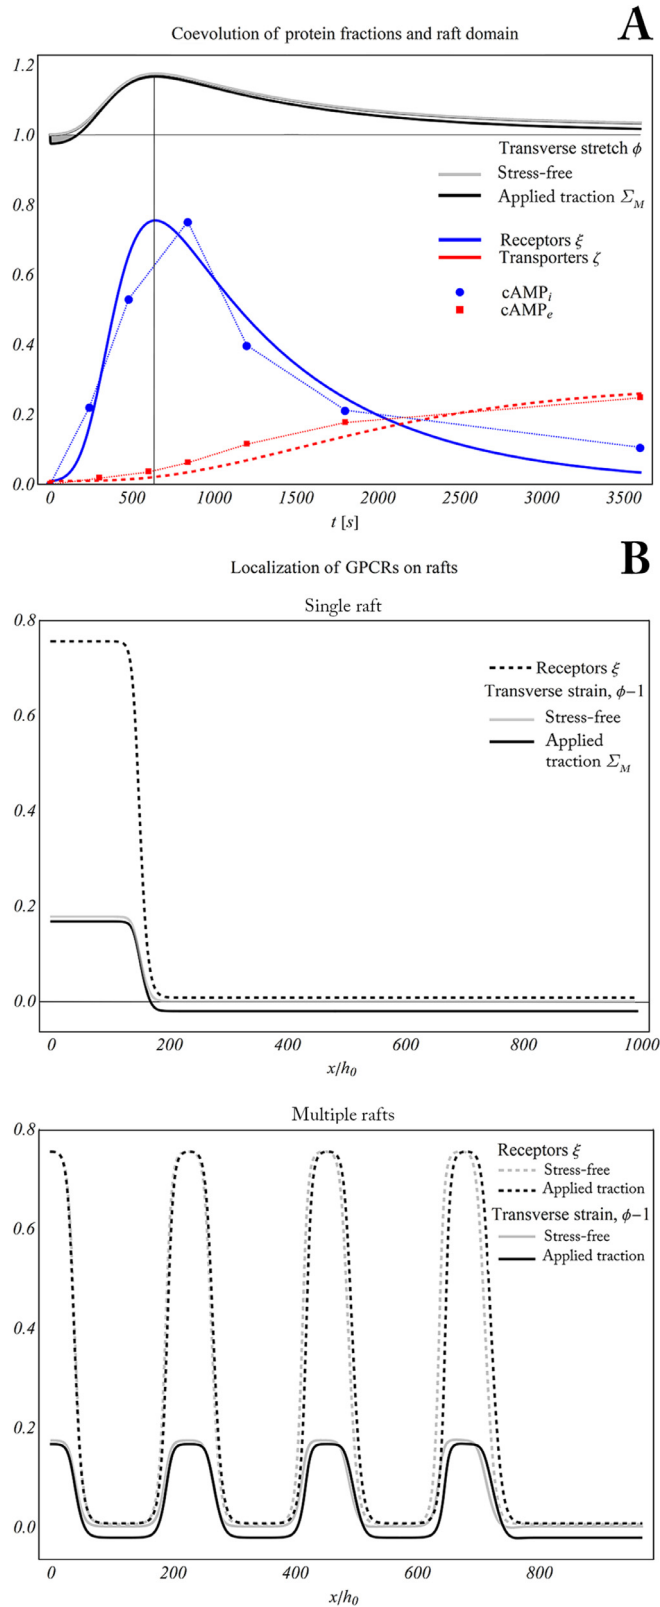 A
Coevolution of protein fractions and raft domain
1.2
1.0
0.8
0.6
0.4
0.2
0.0
Transverse stretch ϕ
Stress-free
Applied traction Σ_M
Receptors ξ
Transporters ζ
cAMP_i
cAMP_e
0 500 1000 1500 2000 2500 3000 3500
t [s]
B
Localization of GPCRs on rafts
Single raft
0.8
0.6
0.4
0.2
0.0
Receptors ξ
Transverse strain, ϕ−1
Stress-free
Applied
traction Σ_M
0 200 400 600 800 1000
x/h_0
Multiple rafts
0.8
0.6
0.4
0.2
0.0
Receptors ξ
Stress-free
Applied traction
Transverse strain, ϕ−1
Stress-free
Applied traction
0 200 400 600 800
x/h_0